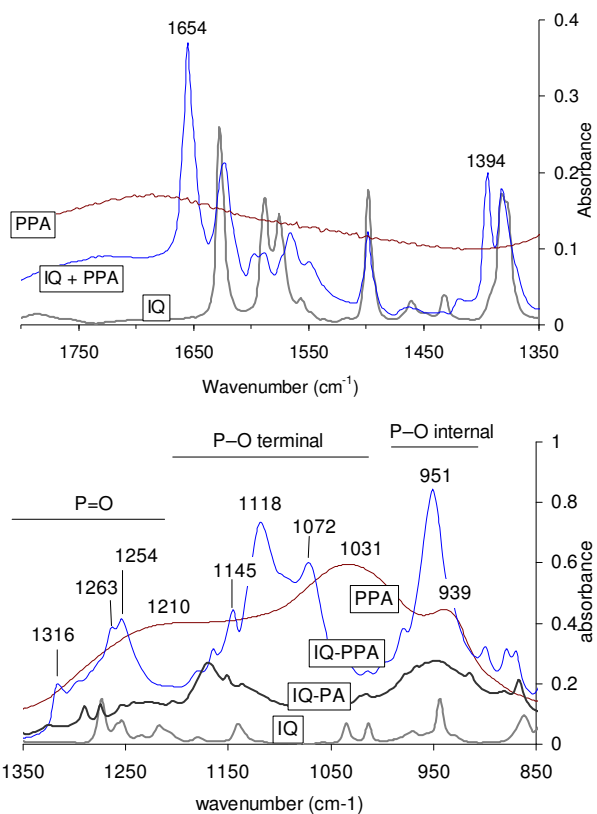 1654
0.4
0.3
1394
0.2
Absorbance
PPA
0.1
IQ + PPA
IQ
0
1750 1650 1550 1450 1350
Wavenumber (cm-1)
P–O terminal
P–O internal
1
P=O
951
0.8
1118
1072
1254
1263
1145
1031
0.6
939
1210
PPA
absorbance
1316
0.4
IQ-PPA
IQ-PA
0.2
IQ
0
1350 1250 1150 1050 950 850
wavenumber (cm-1)